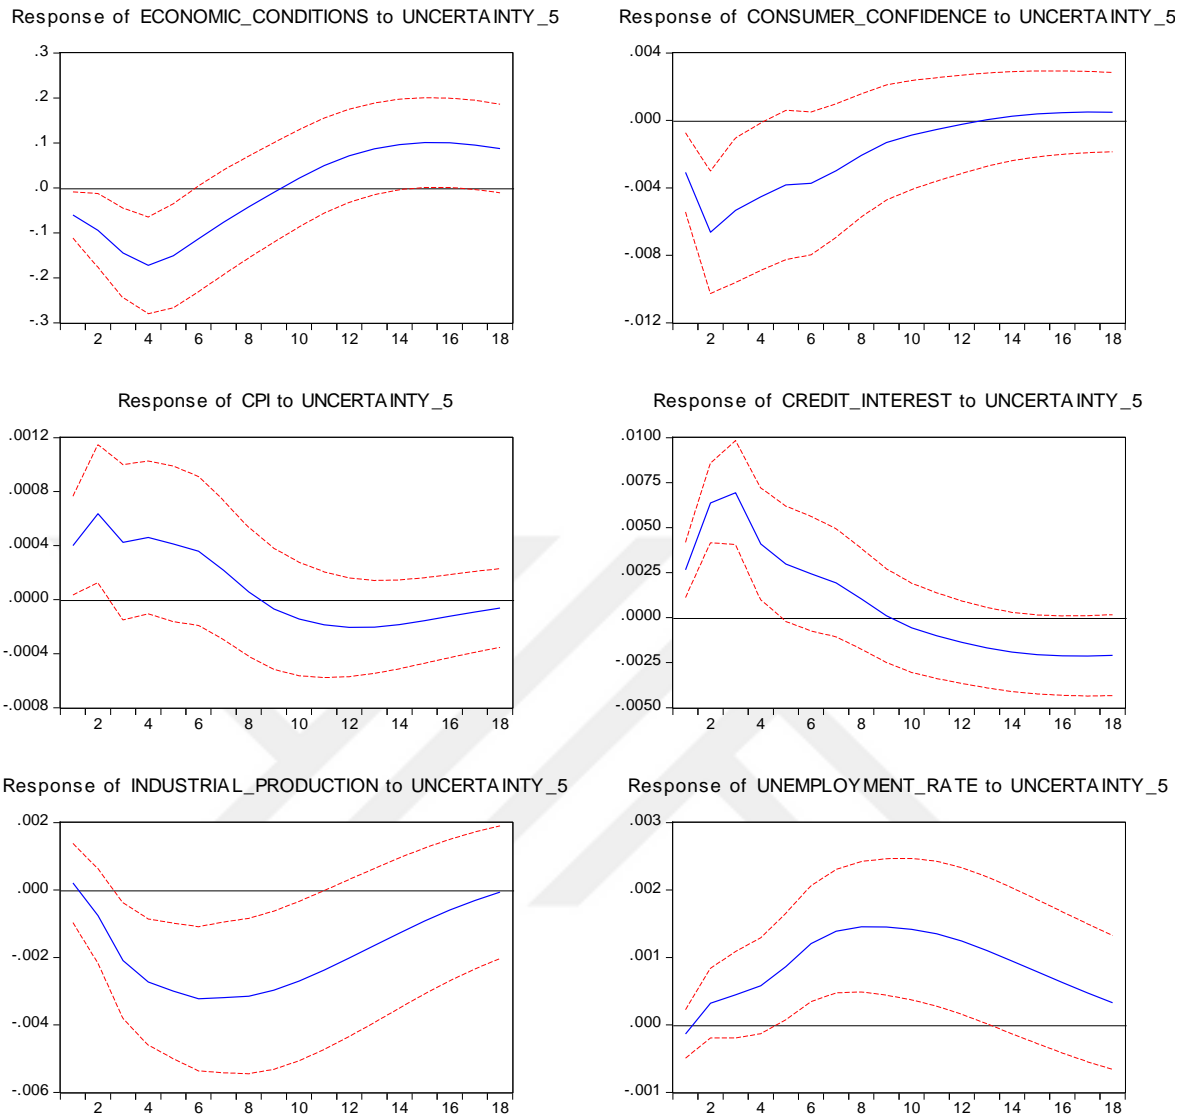 Response of ECONOMIC_CONDITIONS to UNCERTAINTY_5
.3
.2
.1
.0
-.1
-.2
-.3
2 4 6 8 10 12 14 16 18
Response of CONSUMER_CONFIDENCE to UNCERTAINTY_5
.004
.000
-.004
-.008
-.012
2 4 6 8 10 12 14 16 18
Response of CPI to UNCERTAINTY_5
.0012
.0008
.0004
.0000
-.0004
-.0008
2 4 6 8 10 12 14 16 18
Response of CREDIT_INTEREST to UNCERTAINTY_5
.0100
.0075
.0050
.0025
.0000
-.0025
-.0050
2 4 6 8 10 12 14 16 18
Response of INDUSTRIAL_PRODUCTION to UNCERTAINTY_5
.002
.000
-.002
-.004
-.006
2 4 6 8 10 12 14 16 18
Response of UNEMPLOYMENT_RATE to UNCERTAINTY_5
.003
.002
.001
.000
-.001
2 4 6 8 10 12 14 16 18